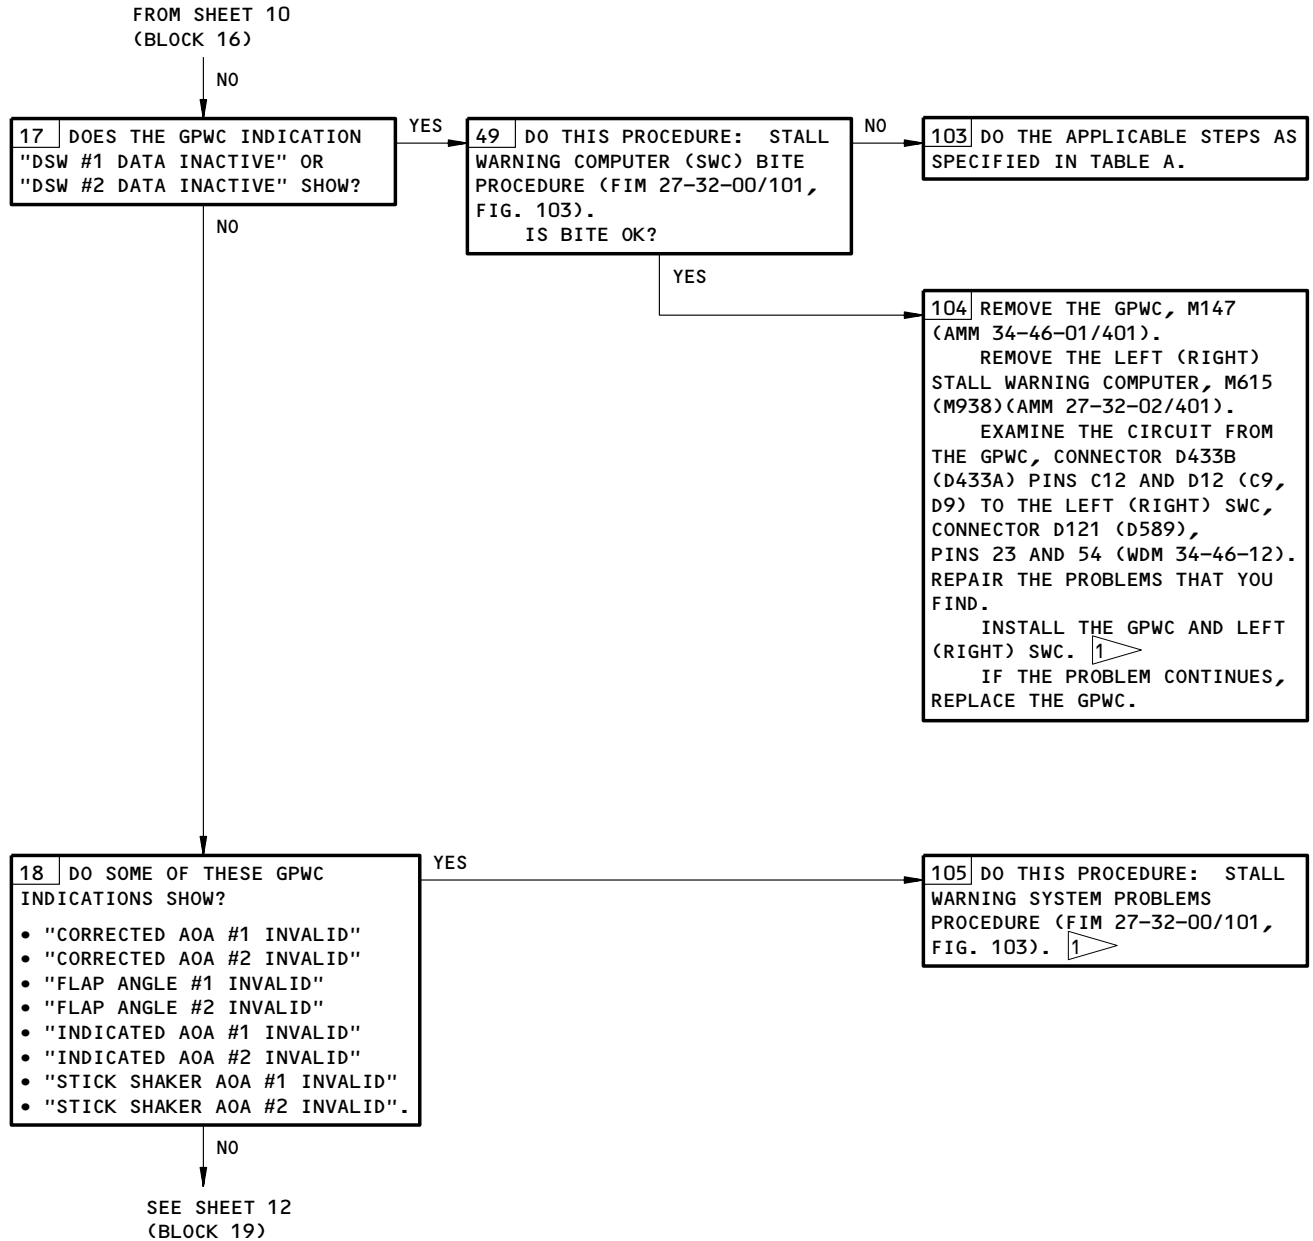 FROM SHEET 10
(BLOCK 16)
NO
17 DOES THE GPWC INDICATION
"DSW #1 DATA INACTIVE" OR
"DSW #2 DATA INACTIVE" SHOW?
YES
49 DO THIS PROCEDURE: STALL
WARNING COMPUTER (SWC) BITE
PROCEDURE (FIM 27-32-00/101,
FIG. 103).
IS BITE OK?
NO
103 DO THE APPLICABLE STEPS AS
SPECIFIED IN TABLE A.
NO
YES
104 REMOVE THE GPWC, M147
(AMM 34-46-01/401).
REMOVE THE LEFT (RIGHT)
STALL WARNING COMPUTER, M615
(M938)(AMM 27-32-02/401).
EXAMINE THE CIRCUIT FROM
THE GPWC, CONNECTOR D433B
(D433A) PINS C12 AND D12 (C9,
D9) TO THE LEFT (RIGHT) SWC,
CONNECTOR D121 (D589),
PINS 23 AND 54 (WDM 34-46-12).
REPAIR THE PROBLEMS THAT YOU
FIND.
INSTALL THE GPWC AND LEFT
(RIGHT) SWC. 1
IF THE PROBLEM CONTINUES,
REPLACE THE GPWC.
18 DO SOME OF THESE GPWC
INDICATIONS SHOW?
• "CORRECTED AOA #1 INVALID"
• "CORRECTED AOA #2 INVALID"
• "FLAP ANGLE #1 INVALID"
• "FLAP ANGLE #2 INVALID"
• "INDICATED AOA #1 INVALID"
• "INDICATED AOA #2 INVALID"
• "STICK SHAKER AOA #1 INVALID"
• "STICK SHAKER AOA #2 INVALID".
YES
105 DO THIS PROCEDURE: STALL
WARNING SYSTEM PROBLEMS
PROCEDURE (FIM 27-32-00/101,
FIG. 103). 1
NO
SEE SHEET 12
(BLOCK 19)